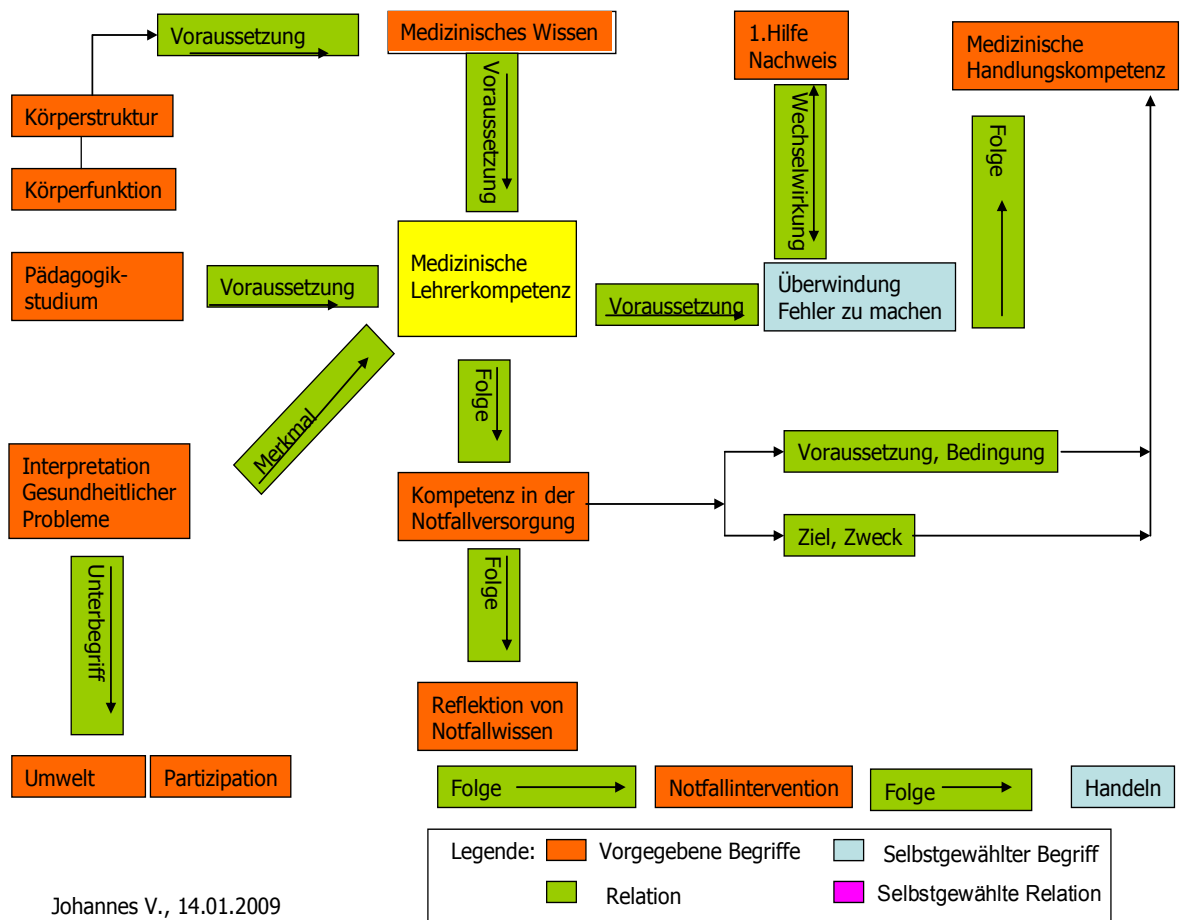 Voraussetzung
Medizinisches Wissen
1.Hilfe
Nachweis
Medizinische
Handlungskompetenz
Körperstruktur
Körperfunktion
Voraussetzung
Wechselwirkung
Folge
Pädagogik-
studium
Voraussetzung
Medizinische
Lehrerkompetenz
Voraussetzung
Überwindung
Fehler zu machen
Merkmal
Folge
Interpretation
Gesundheitlicher
Probleme
Kompetenz in der
Notfallversorgung
Voraussetzung, Bedingung
Ziel, Zweck
Unterbegriff
Folge
Reflektion von
Notfallwissen
Umwelt
Partizipation
Folge
Notfallintervention
Folge
Handeln
Legende:
Vorgegebene Begriffe
Selbstgewählter Begriff
Relation
Selbstgewählte Relation
Johannes V., 14.01.2009